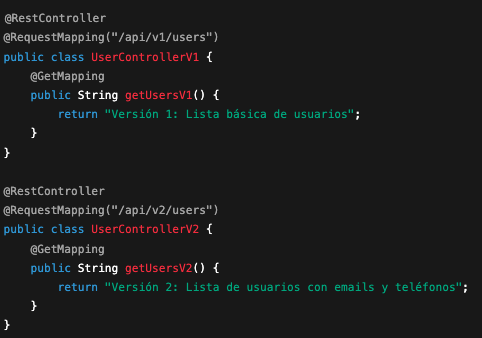 @RestController
@RequestMapping("/api/v1/users")
public class UserControllerV1 {
    @GetMapping
    public String getUsersV1() {
        return "Versión 1: Lista básica de usuarios";
    }
}

@RestController
@RequestMapping("/api/v2/users")
public class UserControllerV2 {
    @GetMapping
    public String getUsersV2() {
        return "Versión 2: Lista de usuarios con emails y teléfonos";
    }
}